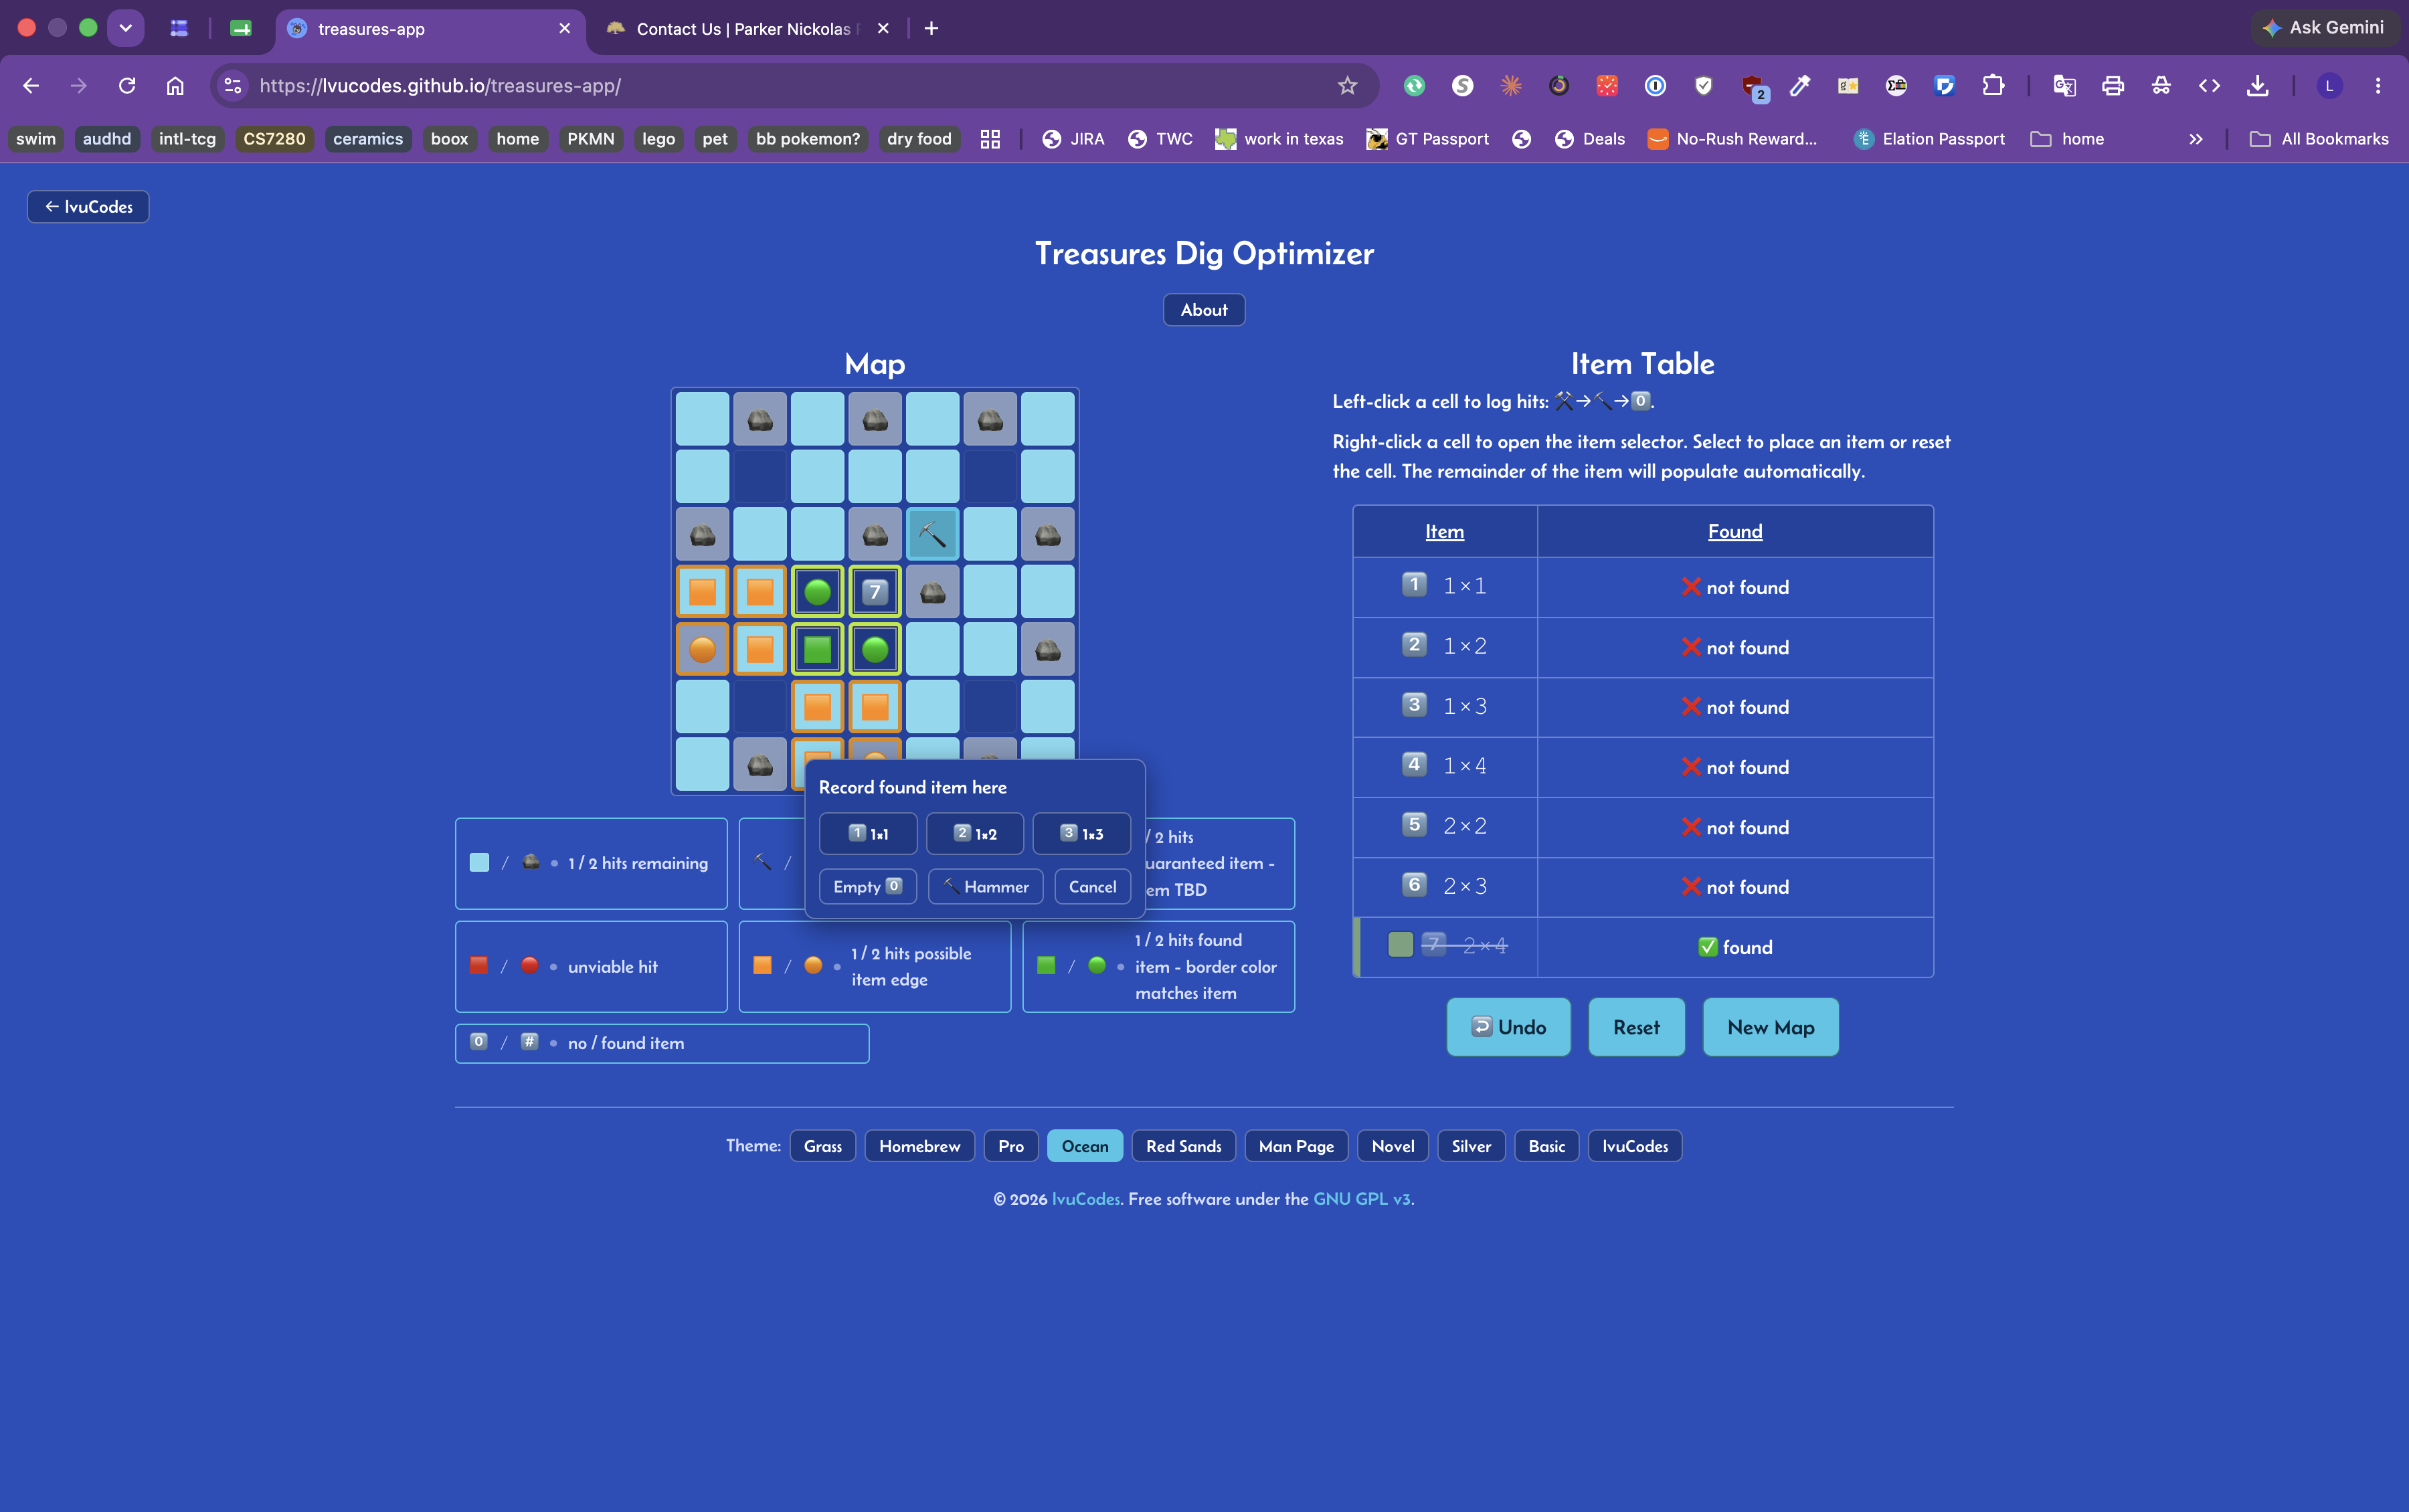 treasures-app
Contact Us | Parker Nickolas
Ask Gemini
https://lvucodes.github.io/treasures-app/
2
L
swim
audhd
intl-tcg
CS7280
ceramics
boox
home
PKMN
lego
pet
bb pokemon?
dry food
JIRA
TWC
work in texas
GT Passport
Deals
No-Rush Reward...
Elation Passport
home
All Bookmarks
← lvuCodes
Treasures Dig Optimizer
About
Map
7
Record found item here
1 1x1
2 1x2
3 1x3
Empty 0
Hammer
Cancel
/ • 1 / 2 hits remaining
/
/ 2 hits
uaranteed item -
em TBD
/ • unviable hit
/ • 1 / 2 hits possible
item edge
/ • 1 / 2 hits found
item - border color
matches item
0 / # • no / found item
Item Table
Left-click a cell to log hits: → → 0.
Right-click a cell to open the item selector. Select to place an item or reset
the cell. The remainder of the item will populate automatically.
Item Found
1 1×1 not found
2 1×2 not found
3 1×3 not found
4 1×4 not found
5 2×2 not found
6 2×3 not found
7 2×4 found
Undo
Reset
New Map
Theme: Grass Homebrew Pro Ocean Red Sands Man Page Novel Silver Basic lvuCodes
© 2026 lvuCodes. Free software under the GNU GPL v3.